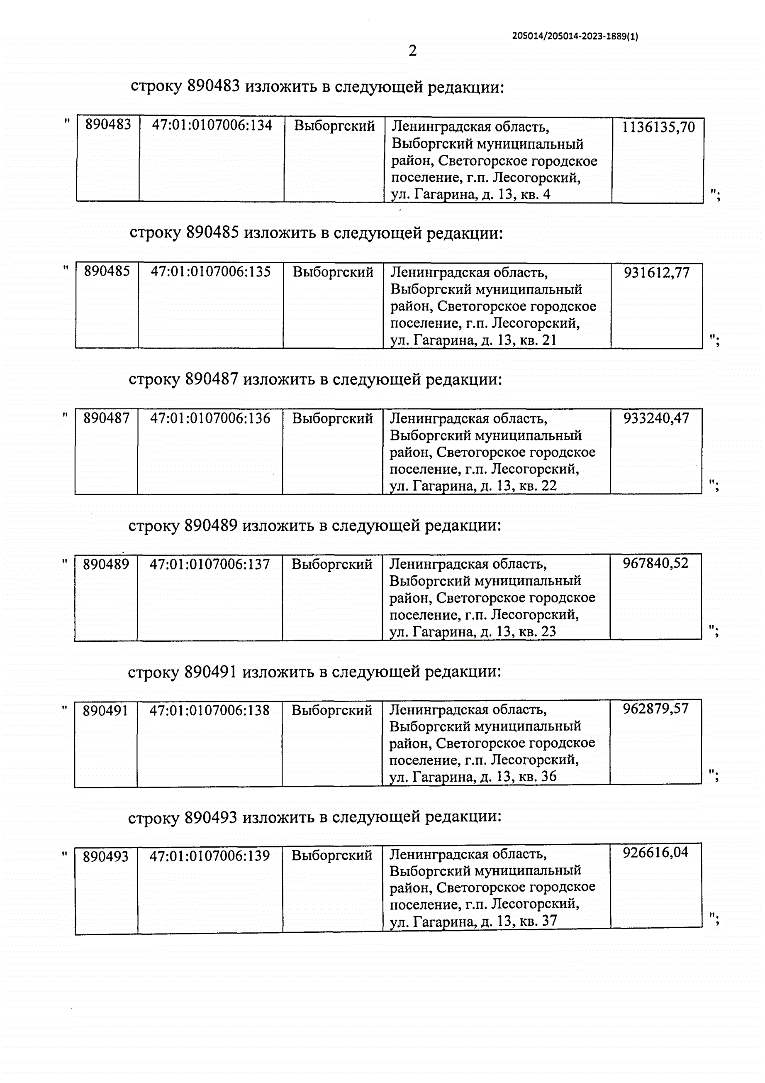 205014/205014-2023-1889(1)
2
строку 890483 изложить в следующей редакции:
" 890483 47:01:0107006:134 Выборгский Ленинградская область, 1136135,70
Выборгский муниципальный
район, Светогорское городское
поселение, г.п. Лесогорский,
ул. Гагарина, д. 13, кв. 4 ";
строку 890485 изложить в следующей редакции:
" 890485 47:01:0107006:135 Выборгский Ленинградская область, 931612,77
Выборгский муниципальный
район, Светогорское городское
поселение, г.п. Лесогорский,
ул. Гагарина, д. 13, кв. 21 ";
строку 890487 изложить в следующей редакции:
" 890487 47:01:0107006:136 Выборгский Ленинградская область, 933240,47
Выборгский муниципальный
район, Светогорское городское
поселение, г.п. Лесогорский,
ул. Гагарина, д. 13, кв. 22 ";
строку 890489 изложить в следующей редакции:
" 890489 47:01:0107006:137 Выборгский Ленинградская область, 967840,52
Выборгский муниципальный
район, Светогорское городское
поселение, г.п. Лесогорский,
ул. Гагарина, д. 13, кв. 23 ";
строку 890491 изложить в следующей редакции:
" 890491 47:01:0107006:138 Выборгский Ленинградская область, 962879,57
Выборгский муниципальный
район, Светогорское городское
поселение, г.п. Лесогорский,
ул. Гагарина, д. 13, кв. 36 ";
строку 890493 изложить в следующей редакции:
" 890493 47:01:0107006:139 Выборгский Ленинградская область, 926616,04
Выборгский муниципальный
район, Светогорское городское
поселение, г.п. Лесогорский,
ул. Гагарина, д. 13, кв. 37 ";